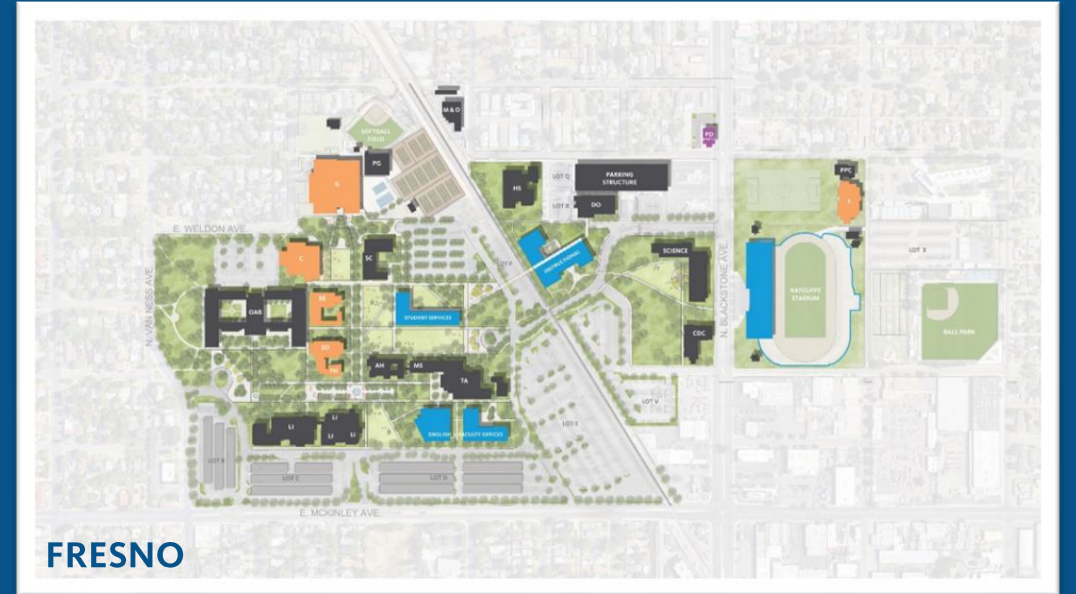 M & O
SOFTBALL
FIELD
PD
PG
G
HS
LOT Q
PARKING
STRUCTURE
PPC
LOT R
DO
E. WELDON AVE.
C
SC
INSTRUCTIONAL
SCIENCE
LOT X
LOT F
N. VAN NESS AVE.
N. BLACKSTONE AVE.
OAB
STUDENT SERVICES
RATCLIFFE
STADIUM
BALL PARK
CDC
AH
MS
TA
LOT V
LI
LI
LI
LI
ENGLISH
FACULTY OFFICES
LOT E
LOT B
LOT C
LOT D
E. MCKINLEY AVE.
FRESNO